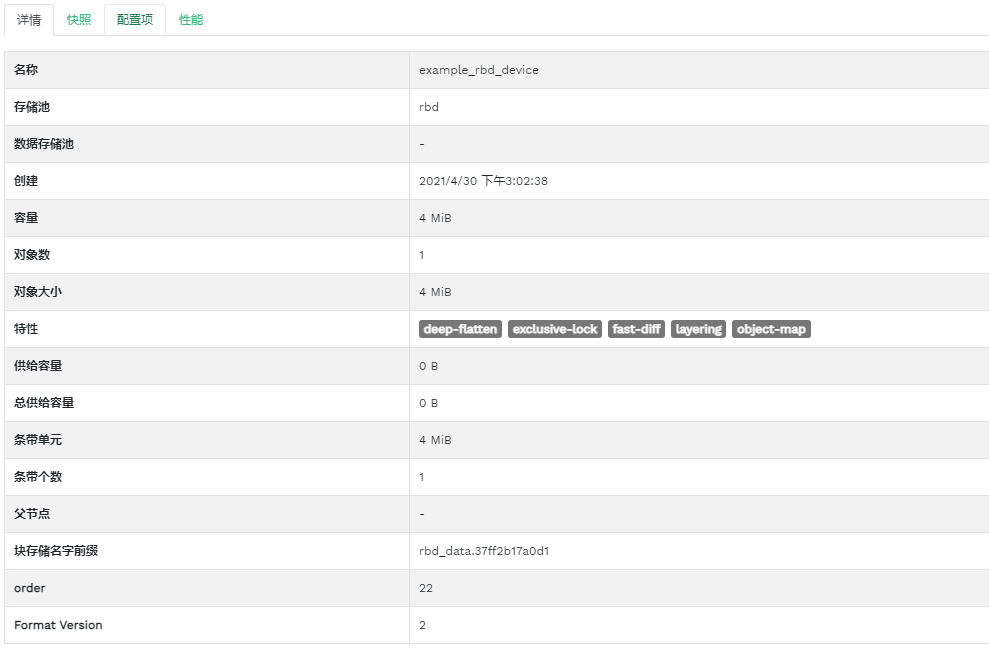 详情 快照 配置项 性能
名称 example_rbd_device
存储池 rbd
数据存储池 -
创建 2021/4/30 下午3:02:38
容量 4 MiB
对象数 1
对象大小 4 MiB
特性 deep-flatten exclusive-lock fast-diff layering object-map
供给容量 0 B
总供给容量 0 B
条带单元 4 MiB
条带个数 1
父节点 -
块存储名字前缀 rbd_data.37ff2b17a0d1
order 22
Format Version 2